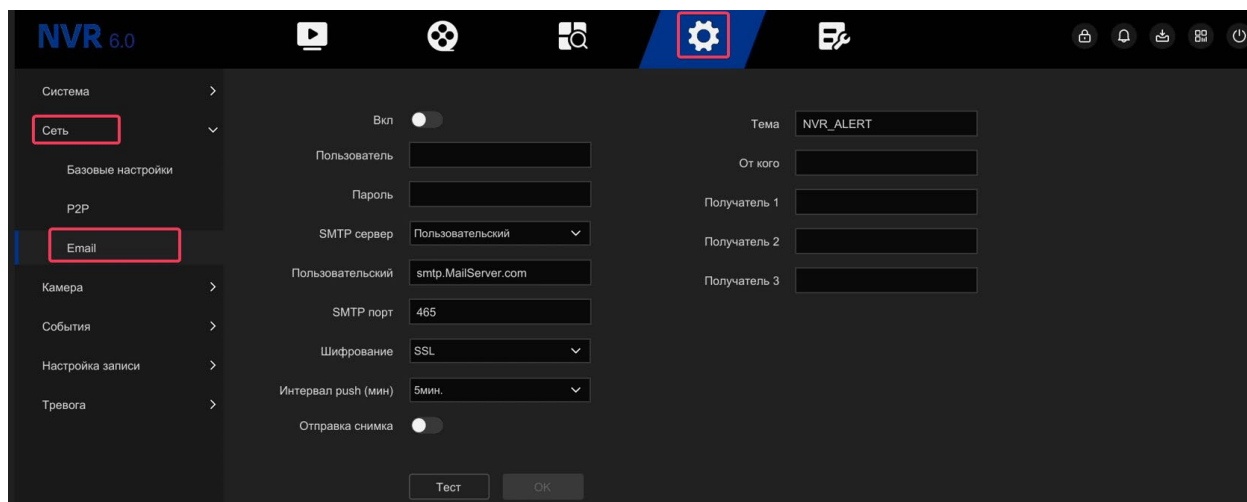 NVR 6.0
Система
Сеть
Базовые настройки
P2P
Email
Камера
События
Настройка записи
Тревога
Вкл
Пользователь
Пароль
SMTP сервер Пользовательский
Пользовательский smtp.MailServer.com
SMTP порт 465
Шифрование SSL
Интервал push (мин) 5мин.
Отправка снимка
Тест OK
Тема NVR_ALERT
От кого
Получатель 1
Получатель 2
Получатель 3